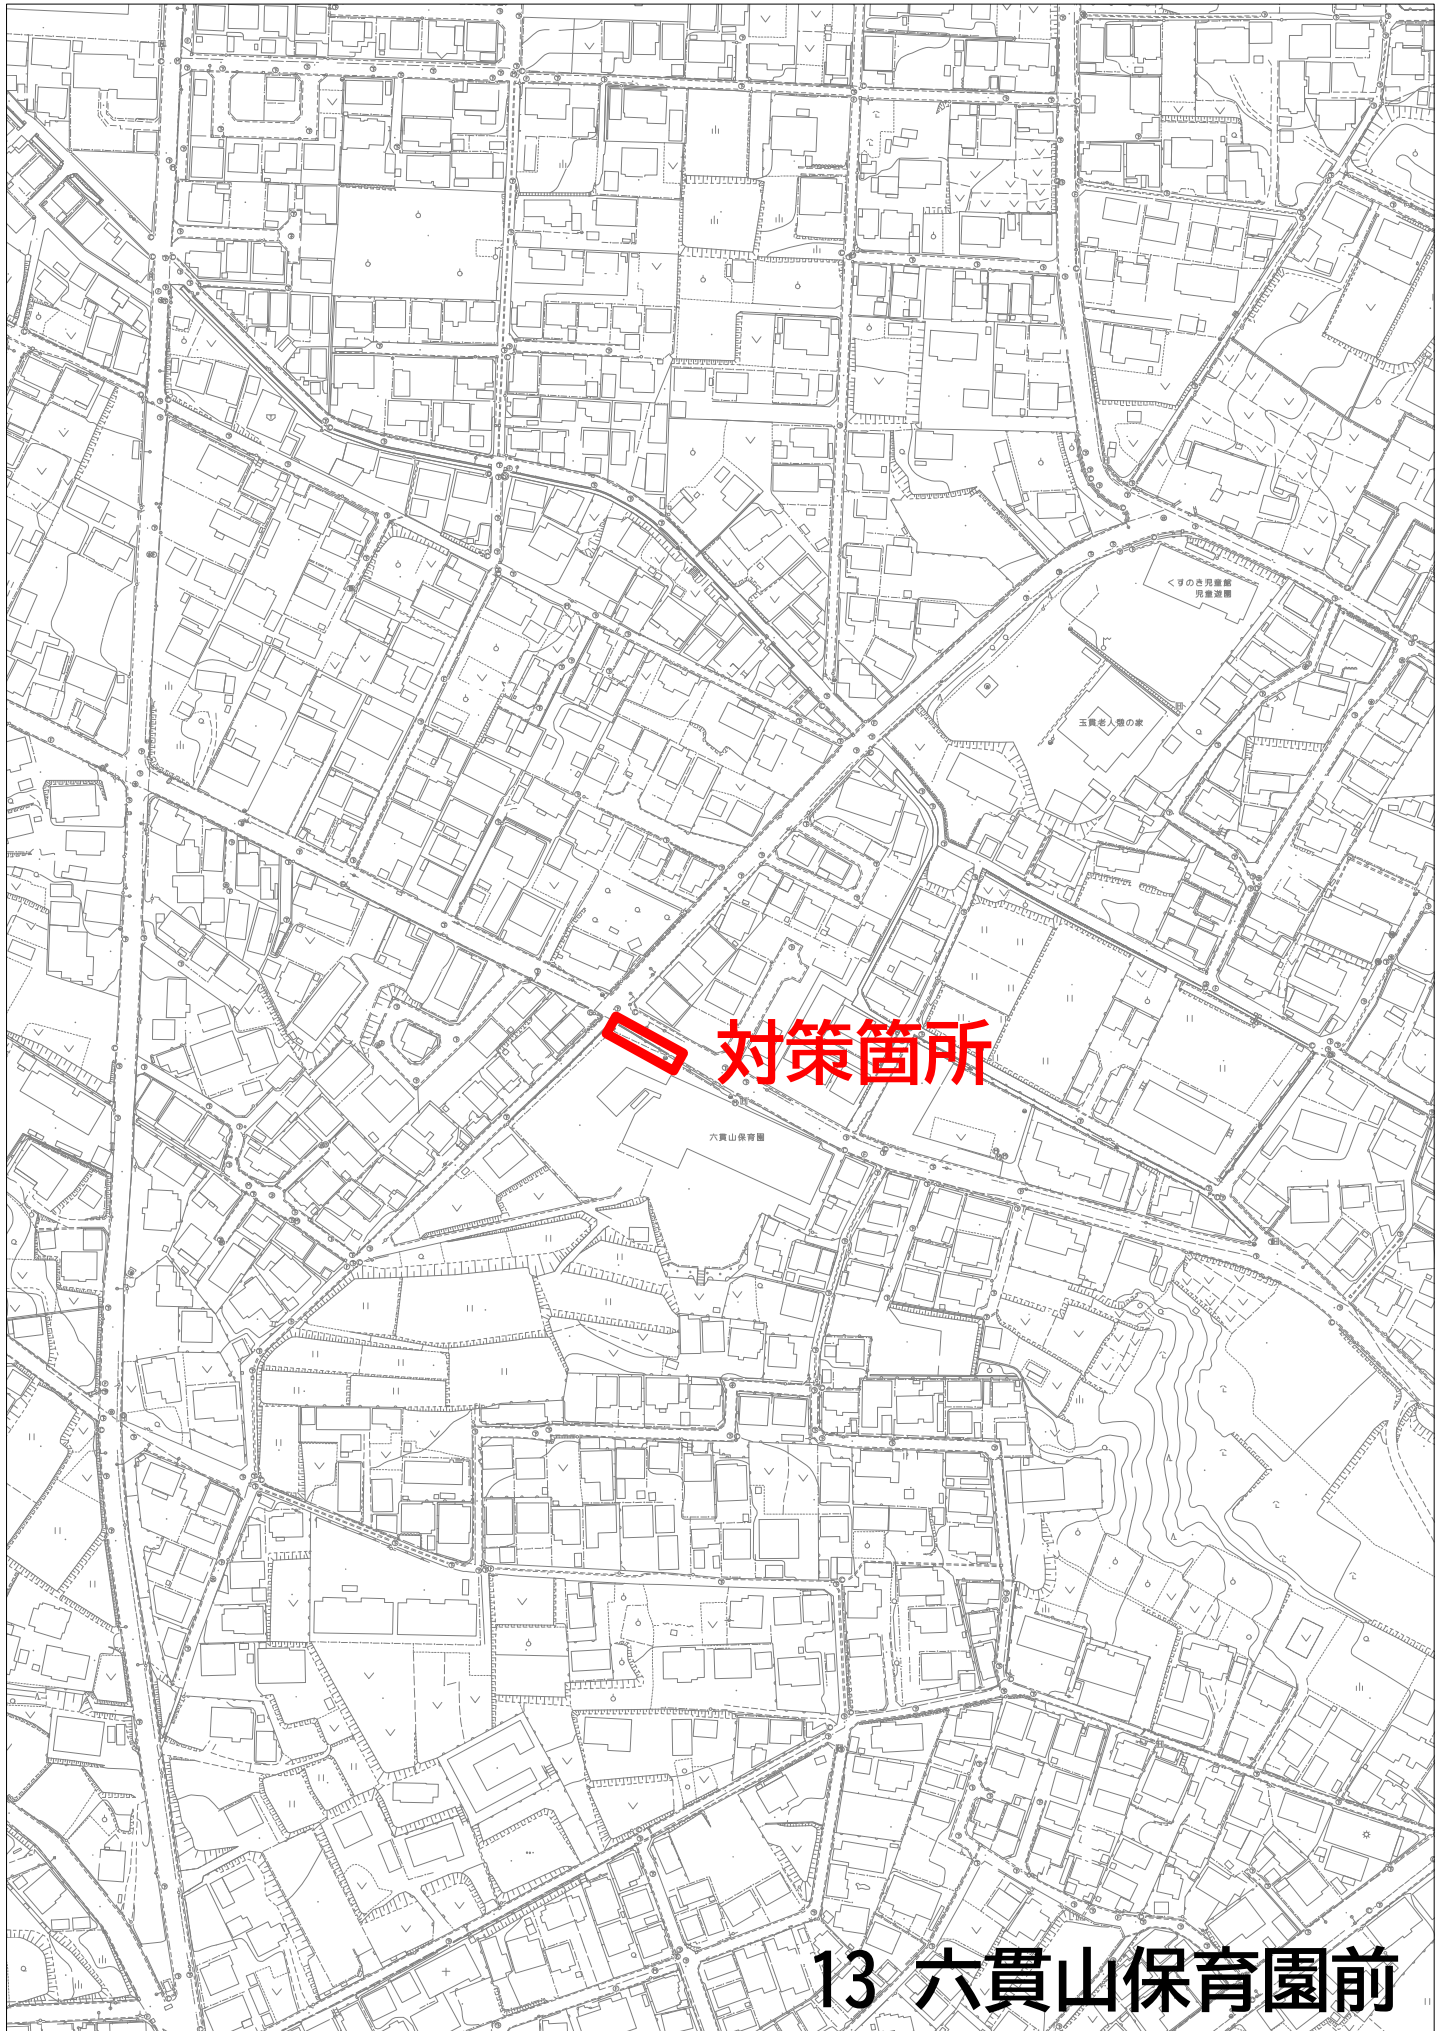 くすのき児童館
児童遊園
玉貫老人憩の家
対策箇所
六貫山保育園
13 六貫山保育園前